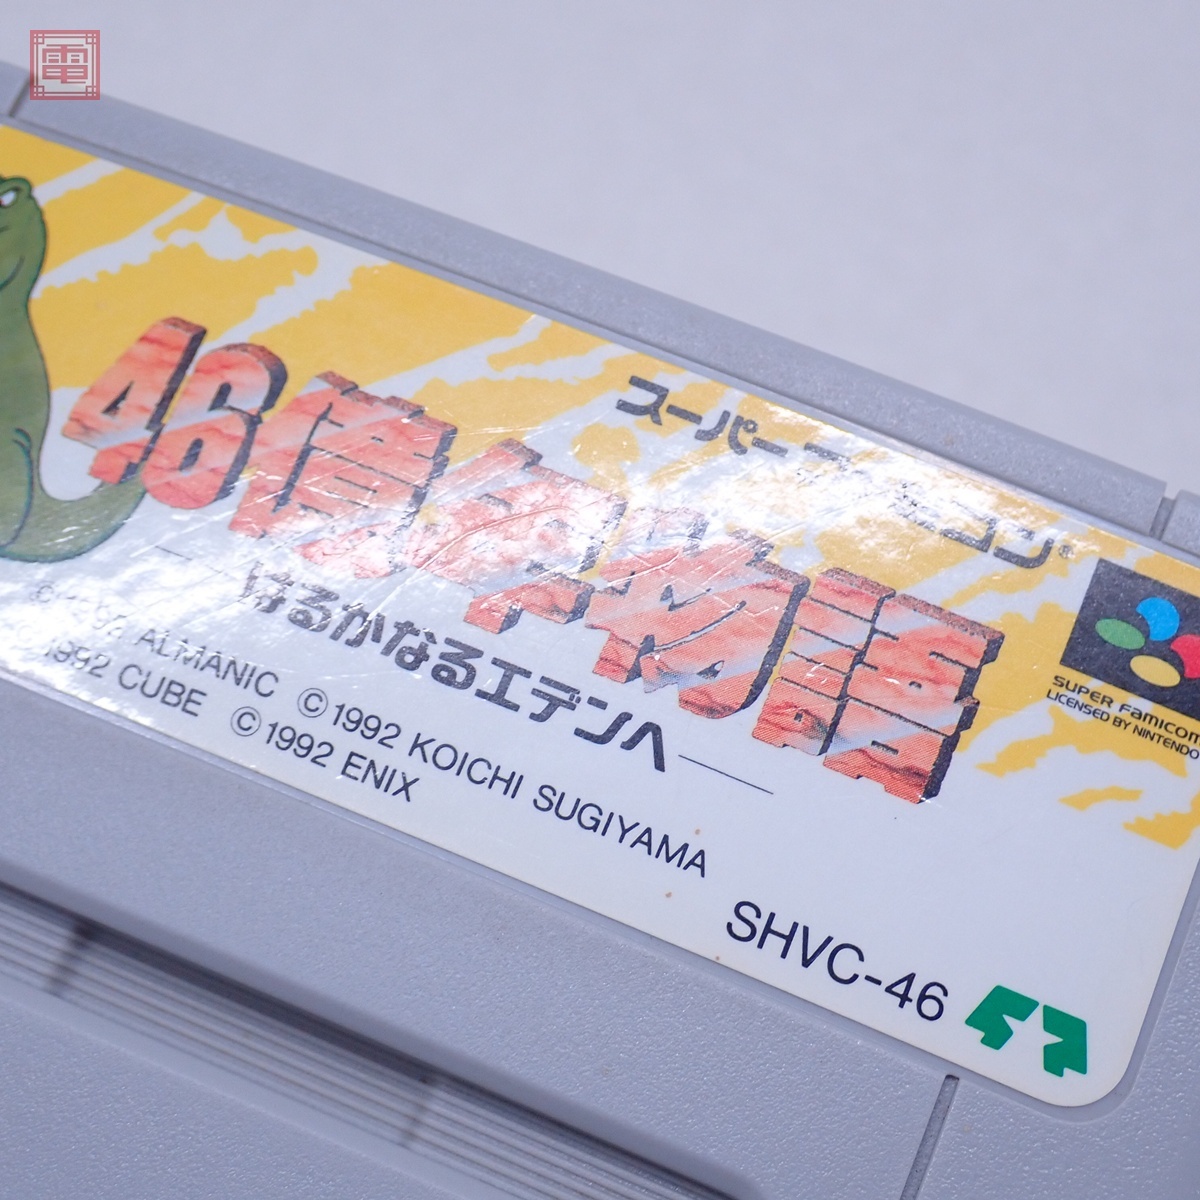 電
スーパーファミコン®
46億年物語
はるかなるエデンへ
©1992 ALMANIC ©1992 KOICHI SUGIYAMA
©1992 CUBE ©1992 ENIX
SUPER FAMICOM
LICENSED BY NINTENDO
SHVC-46